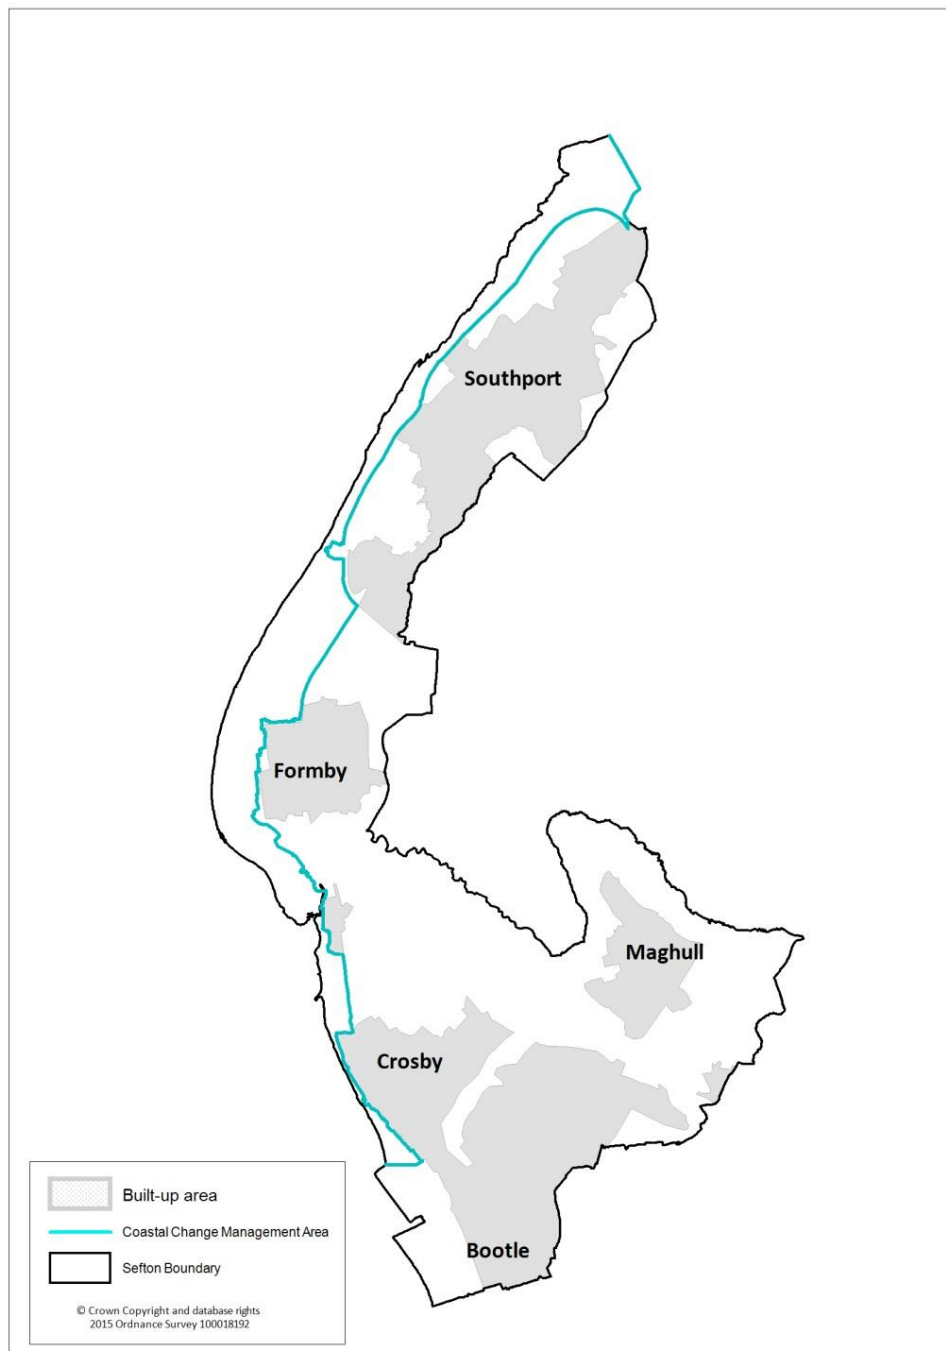 Southport
Formby
Maghull
Crosby
Bootle
Built-up area
Coastal Change Management Area
Sefton Boundary
© Crown Copyright and database rights
2015 Ordnance Survey 100018192